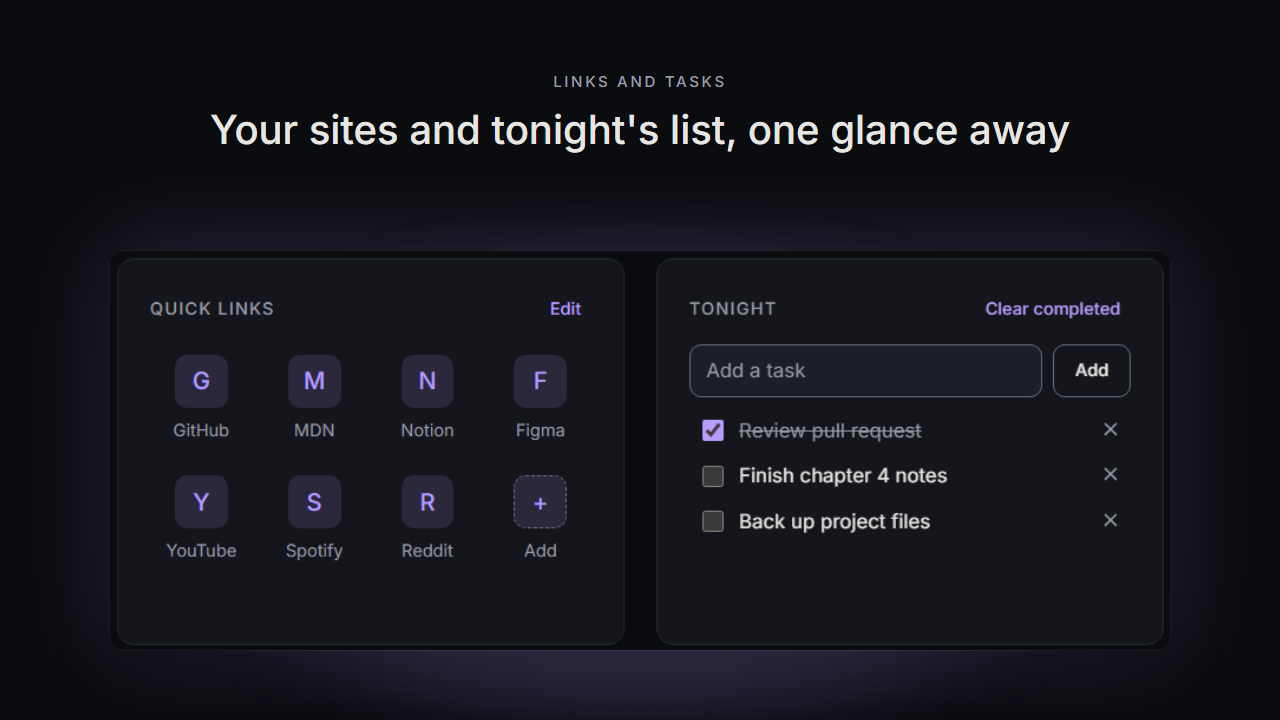 LINKS AND TASKS
Your sites and tonight's list, one glance away
QUICK LINKS
Edit
G
M
N
F
GitHub
MDN
Notion
Figma
Y
S
R
+
YouTube
Spotify
Reddit
Add
TONIGHT
Clear completed
Add a task
Add
Review pull request
Finish chapter 4 notes
Back up project files